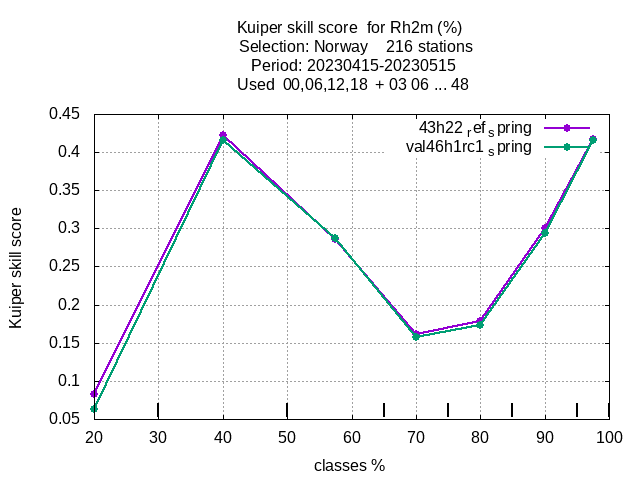 Kuiper skill score  for Rh2m (%)
Selection: Norway    216 stations
Period: 20230415-20230515
Used  00,06,12,18  + 03 06 ... 48
0.45
0.4
0.35
0.3
0.25
0.2
0.15
0.1
0.05
Kuiper skill score
43h22 ref spring
val46h1rc1 spring
20 30 40 50 60 70 80 90 100
classes %